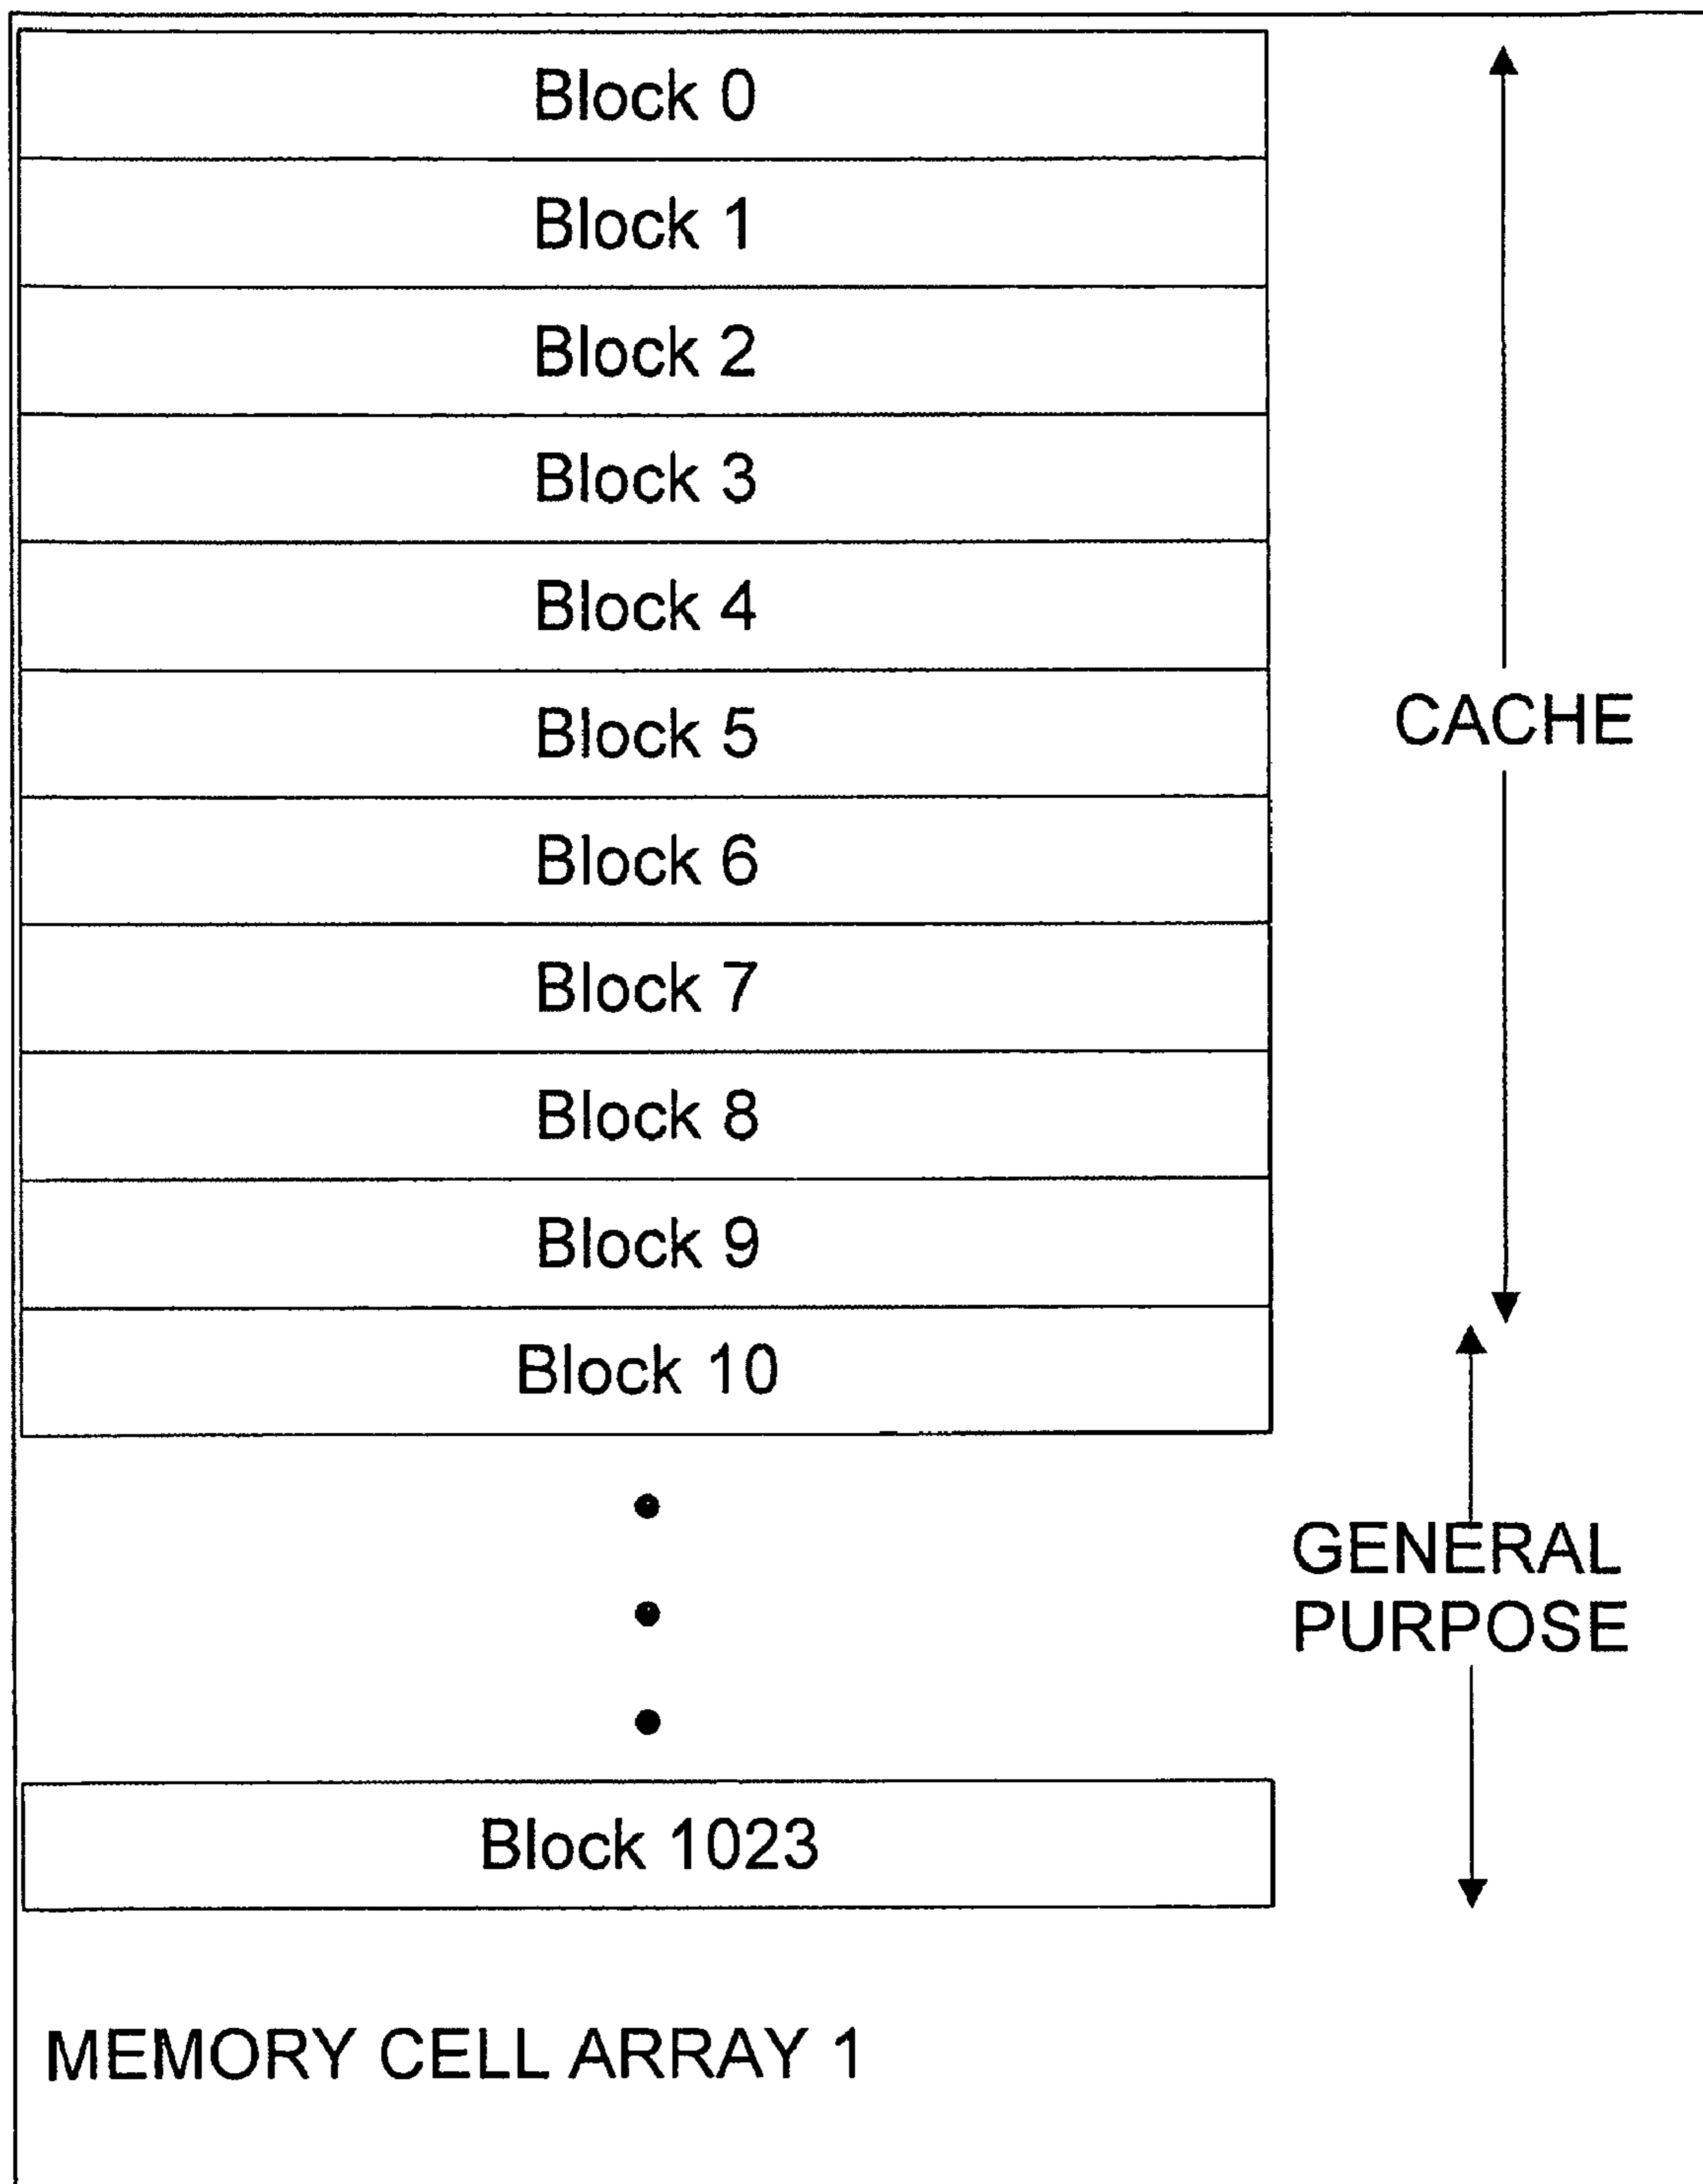 Block 0
Block 1
Block 2
Block 3
Block 4
Block 5
CACHE
Block 6
Block 7
Block 8
Block 9
Block 10
GENERAL
PURPOSE
Block 1023
MEMORY CELL ARRAY 1